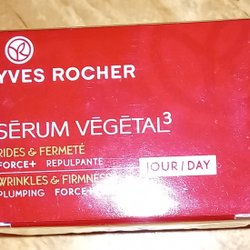 YVES ROCHER
SÉRUM VÉGÉTAL³
RIDES & FERMETÉ
FORCE+ REPULPANTE
JOUR/DAY
WRINKLES & FIRMNESS
PLUMPING FORCE+